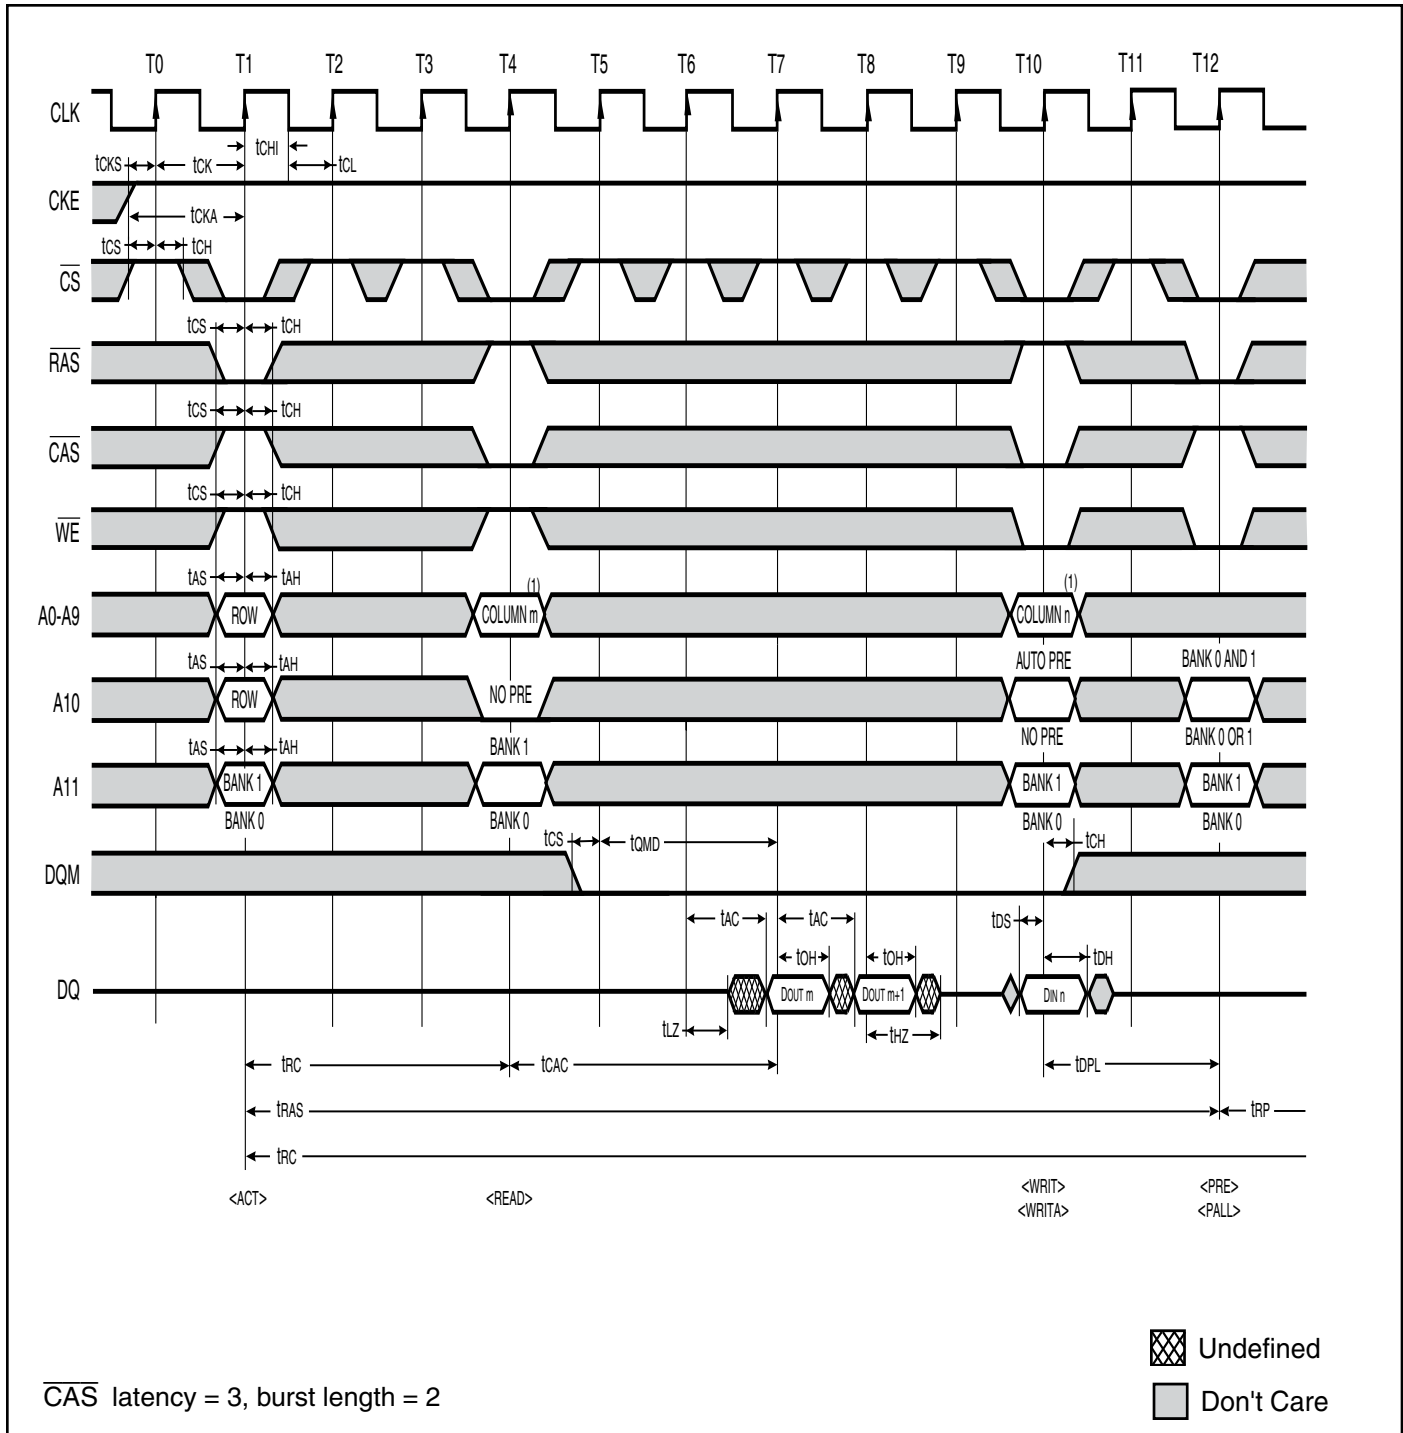 T0 T1 T2 T3 T4 T5 T6 T7 T8 T9 T10 T11 T12
CLK
tCHI
tCKS tCK tCL
CKE
tCKA
tCS tCH
CS
tCS tCH
RAS
tCS tCH
CAS
tCS tCH
WE
tAS tAH (1) (1)
A0-A9 ROW COLUMN m COLUMN n
tAS tAH AUTO PRE BANK 0 AND 1
A10 ROW NO PRE
tAS tAH BANK 1 NO PRE BANK 0 OR 1
A11 BANK 1 BANK 1 BANK 1
BANK 0 BANK 0 BANK 0 BANK 0
tCS tQMD tCH
DQM
tAC tAC tDS
tOH tOH tDH
DQ DOUT m DOUT m+1 DIN n
tLZ tHZ
tRC tCAC tDPL
tRAS tRP
tRC
<ACT> <READ> <WRIT> <PRE>
<WRITA> <PALL>
Undefined
CAS latency = 3, burst length = 2
Don't Care